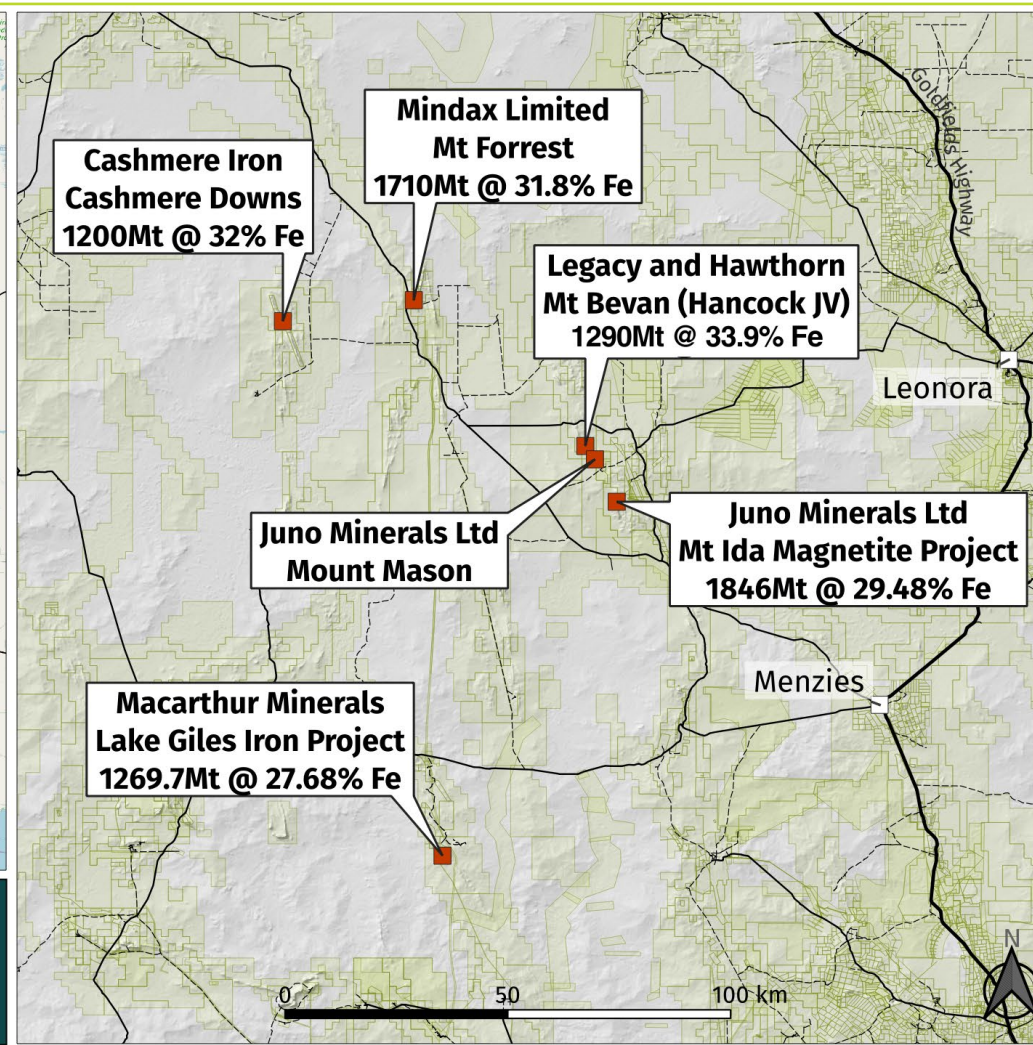 Goldfields Highway
Mindax Limited
Mt Forrest
1710Mt @ 31.8% Fe
Cashmere Iron
Cashmere Downs
1200Mt @ 32% Fe
Legacy and Hawthorn
Mt Bevan (Hancock JV)
1290Mt @ 33.9% Fe
Leonora
Juno Minerals Ltd
Mount Mason
Juno Minerals Ltd
Mt Ida Magnetite Project
1846Mt @ 29.48% Fe
Menzies
Macarthur Minerals
Lake Giles Iron Project
1269.7Mt @ 27.68% Fe
N
0 50 100 km